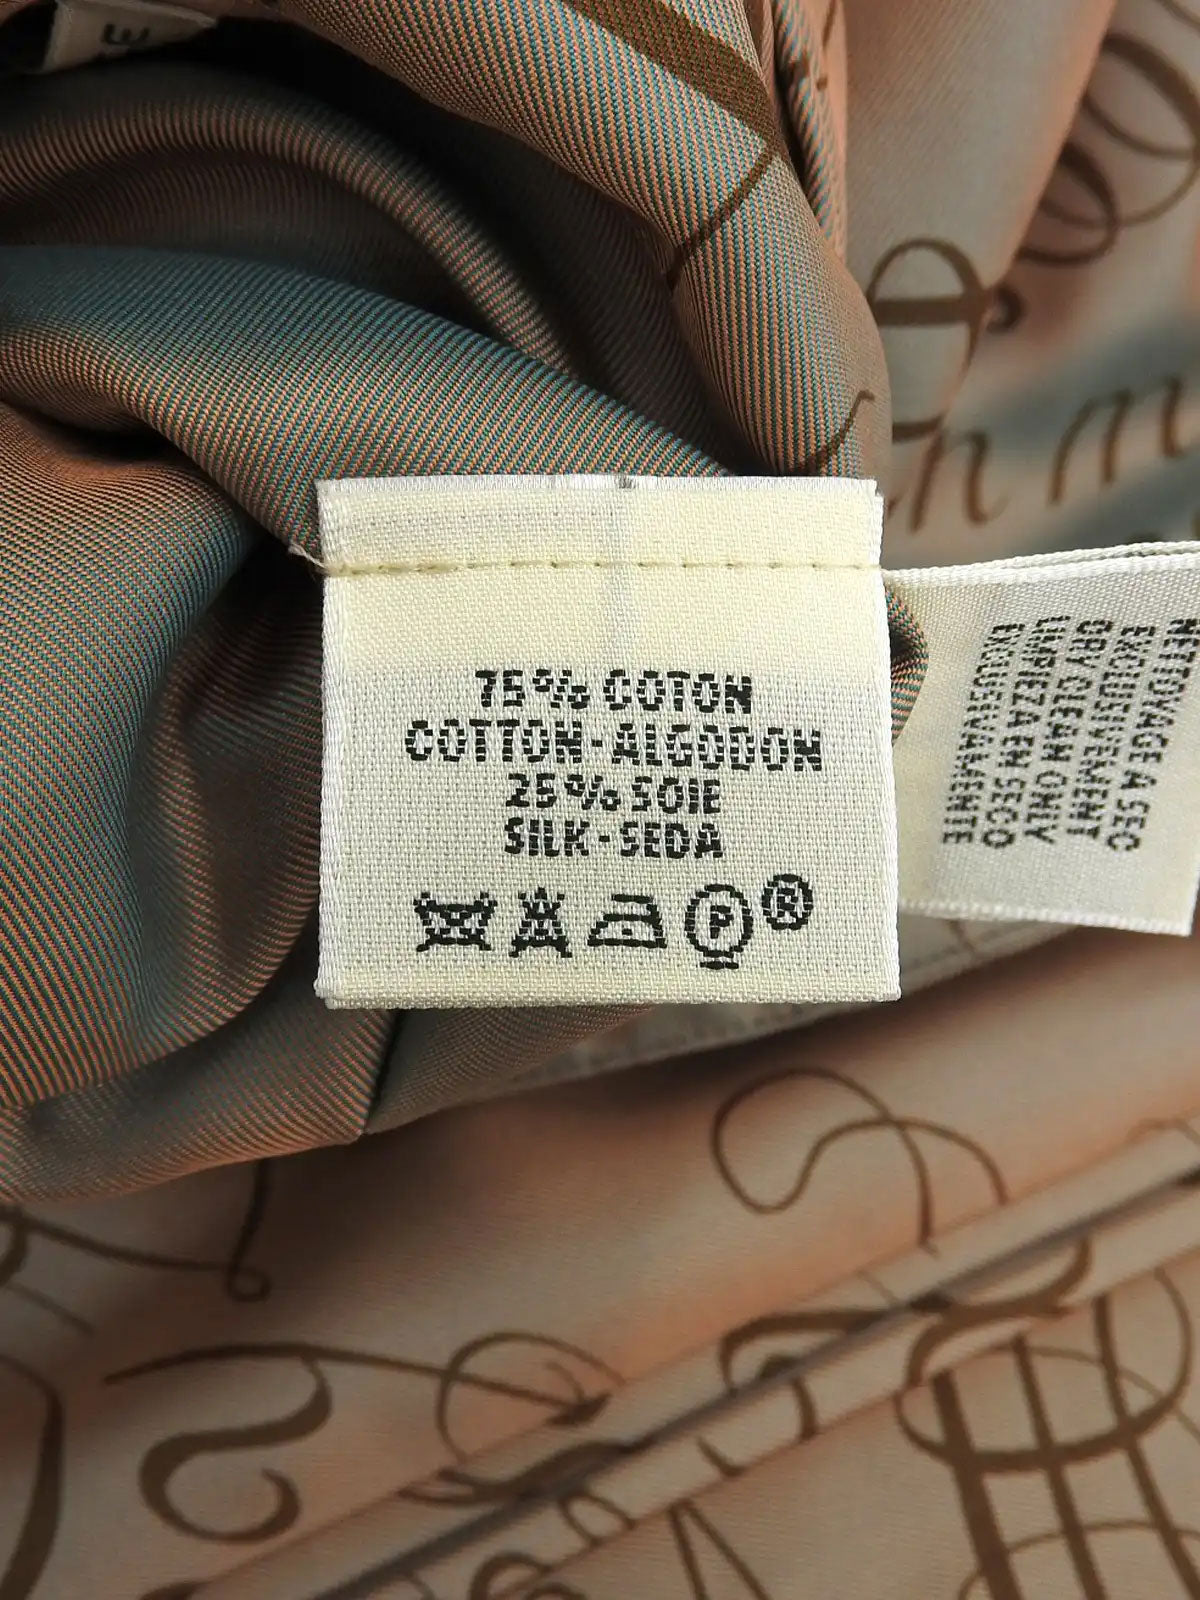 75% COTON
COTTON-ALGODON
25% SOIE
SILK-SEDA
P ®
NETTOYAGE A SEC
EXCLUSIVEMENT
DRY CLEAN ONLY
LIMPIEZA EN SECO
EXCLUSIVAMENTE